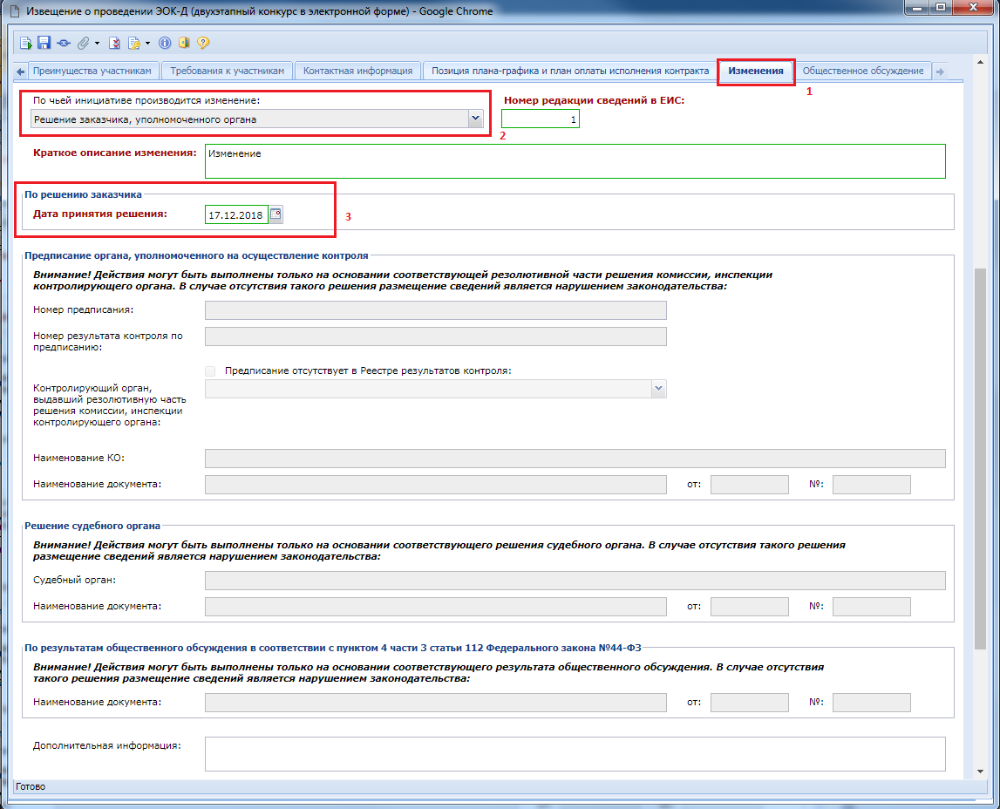 Извещение о проведении ЭОК-Д (двухэтапный конкурс в электронной форме) - Google Chrome
Преимущества участникам
Требования к участникам
Контактная информация
Позиция плана-графика и план оплаты исполнения контракта
Изменения
Общественное обсуждение
1
По чьей инициативе производится изменение:
Номер редакции сведений в ЕИС:
Решение заказчика, уполномоченного органа
1
2
Краткое описание изменения:
Изменение
По решению заказчика
Дата принятия решения:
17.12.2018
3
Предписание органа, уполномоченного на осуществление контроля
Внимание! Действия могут быть выполнены только на основании соответствующей резолютивной части решения комиссии, инспекции
контролирующего органа. В случае отсутствия такого решения размещение сведений является нарушением законодательства:
Номер предписания:
Номер результата контроля по
предписанию:
Предписание отсутствует в Реестре результатов контроля:
Контролирующий орган,
выдавший резолютивную часть
решения комиссии, инспекции
контролирующего органа:
Наименование КО:
Наименование документа:
от:
№:
Решение судебного органа
Внимание! Действия могут быть выполнены только на основании соответствующего решения судебного органа. В случае отсутствия такого решения
размещение сведений является нарушением законодательства:
Судебный орган:
Наименование документа:
от:
№:
По результатам общественного обсуждения в соответствии с пунктом 4 части 3 статьи 112 Федерального закона №44-ФЗ
Внимание! Действия могут быть выполнены только на основании соответствующего результата общественного обсуждения. В случае отсутствия
такого решения размещение сведений является нарушением законодательства:
Наименование документа:
от:
№:
Дополнительная информация:
Готово